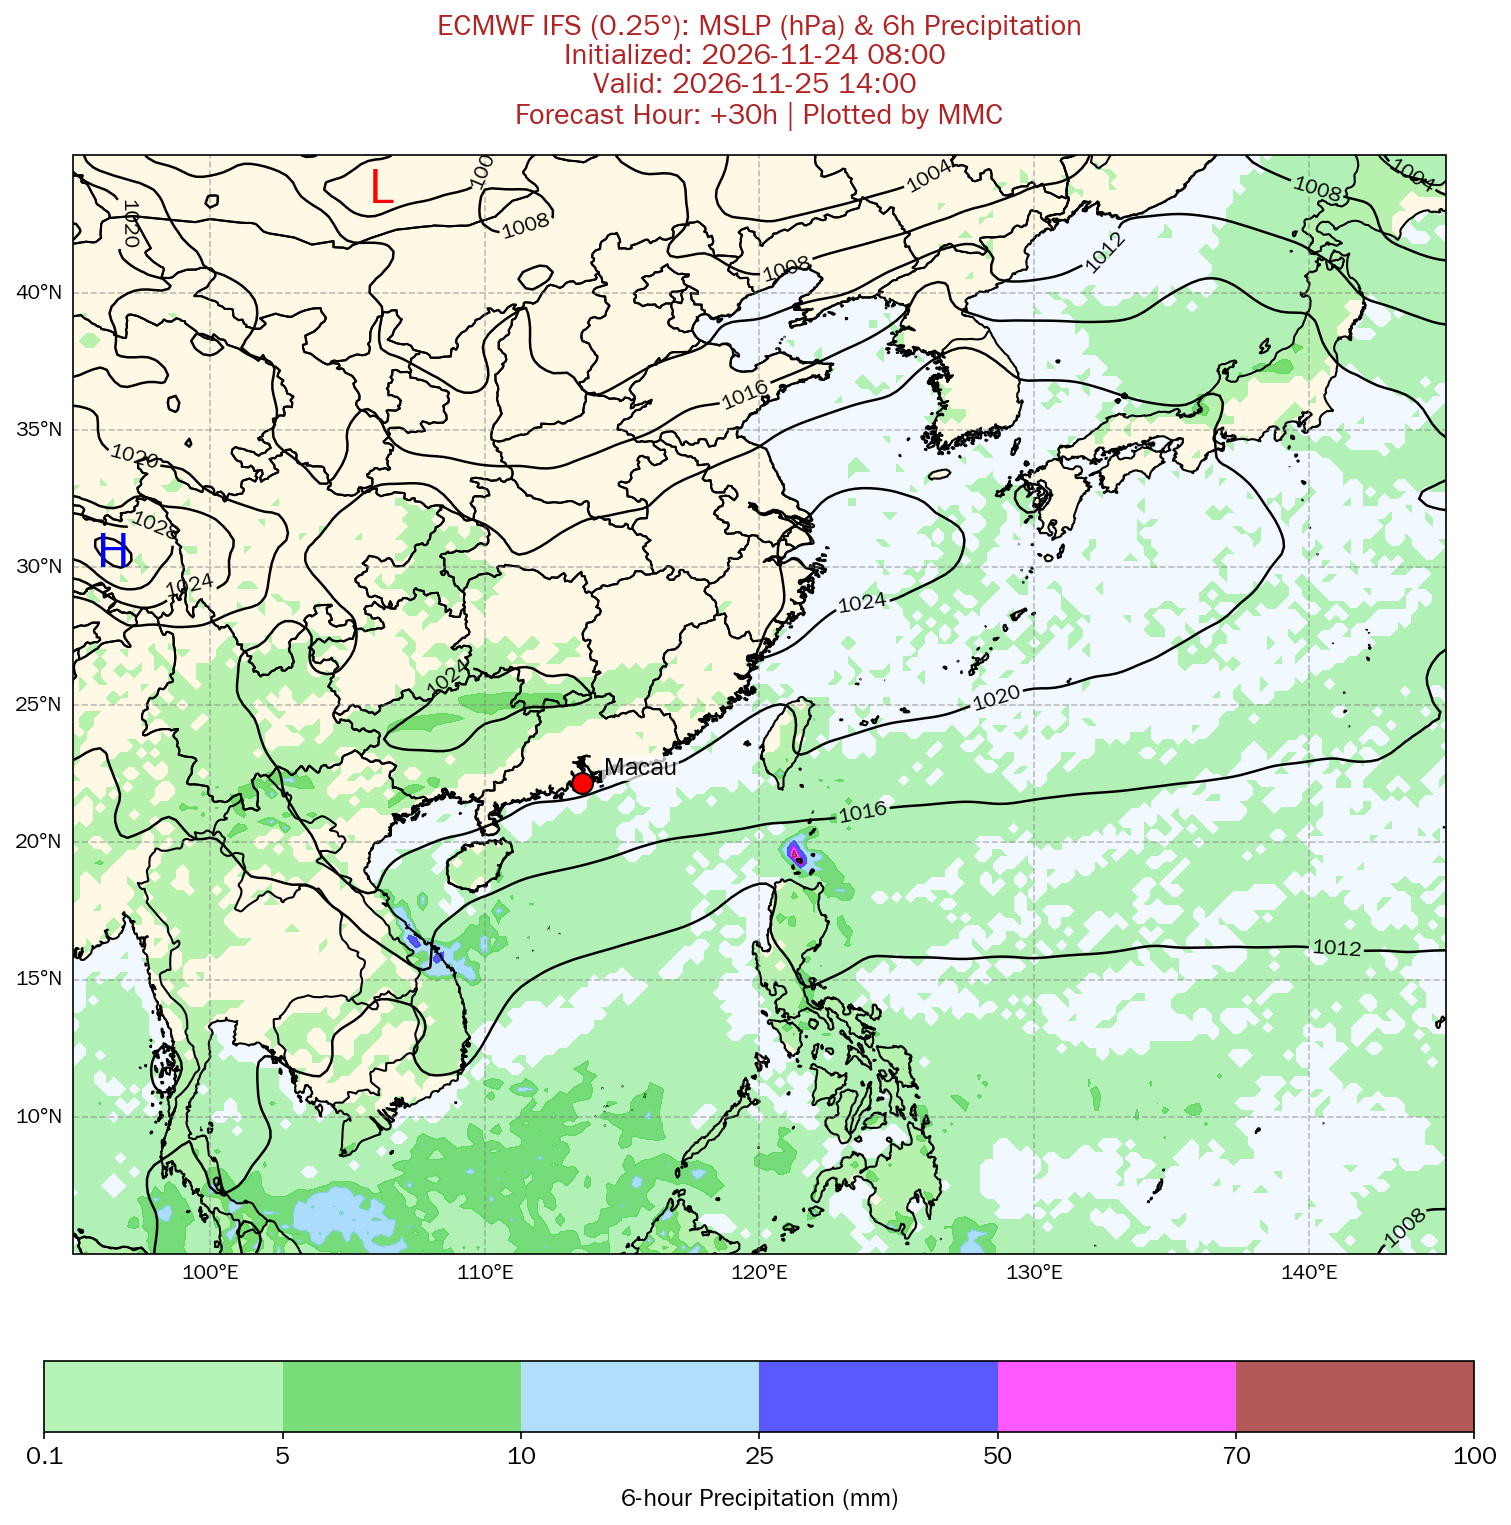 ECMWF IFS (0.25°): MSLP (hPa) & 6h Precipitation
Initialized: 2026-11-24 08:00
Valid: 2026-11-25 14:00
Forecast Hour: +30h | Plotted by MMC
L
1004
1004
1008
1008
1020
1008
1012
1008
40°N
1016
35°N
1020
1028
H
30°N
1024
1024
1024
25°N
1020
Macau
1016
20°N
1012
15°N
10°N
1008
100°E
110°E
120°E
130°E
140°E
0.1
5
10
25
50
70
100
6-hour Precipitation (mm)